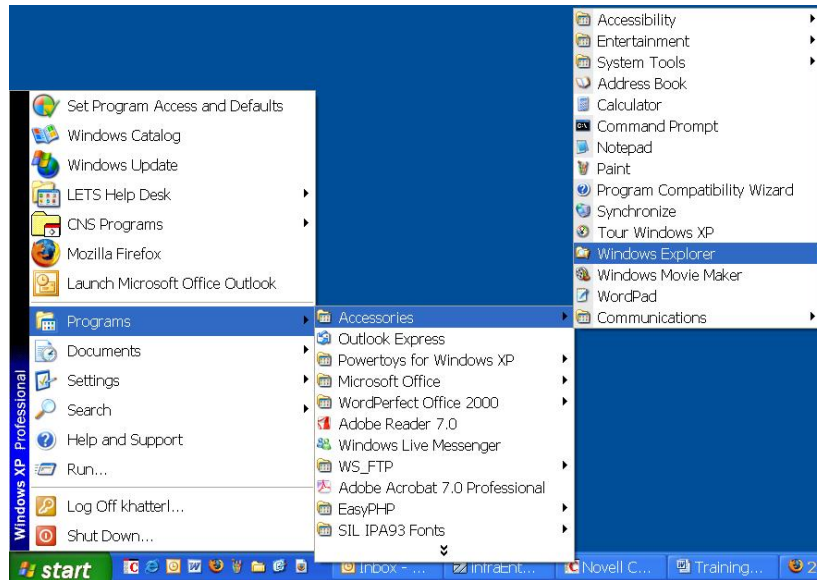 Accessibility
Entertainment
System Tools
Address Book
Calculator
Command Prompt
Notepad
Paint
Program Compatibility Wizard
Synchronize
Tour Windows XP
Windows Explorer
Windows Movie Maker
WordPad
Communications
Set Program Access and Defaults
Windows Catalog
Windows Update
LETS Help Desk
CNS Programs
Mozilla Firefox
Launch Microsoft Office Outlook
Programs
Documents
Settings
Search
Help and Support
Run...
Log Off khatterl...
Shut Down...
Windows XP Professional
Accessories
Outlook Express
Powertoys for Windows XP
Microsoft Office
WordPerfect Office 2000
Adobe Reader 7.0
Windows Live Messenger
WS_FTP
Adobe Acrobat 7.0 Professional
EasyPHP
SIL IPA93 Fonts
start
Inbox - ...
infraEnt...
Novell C...
Training...
2